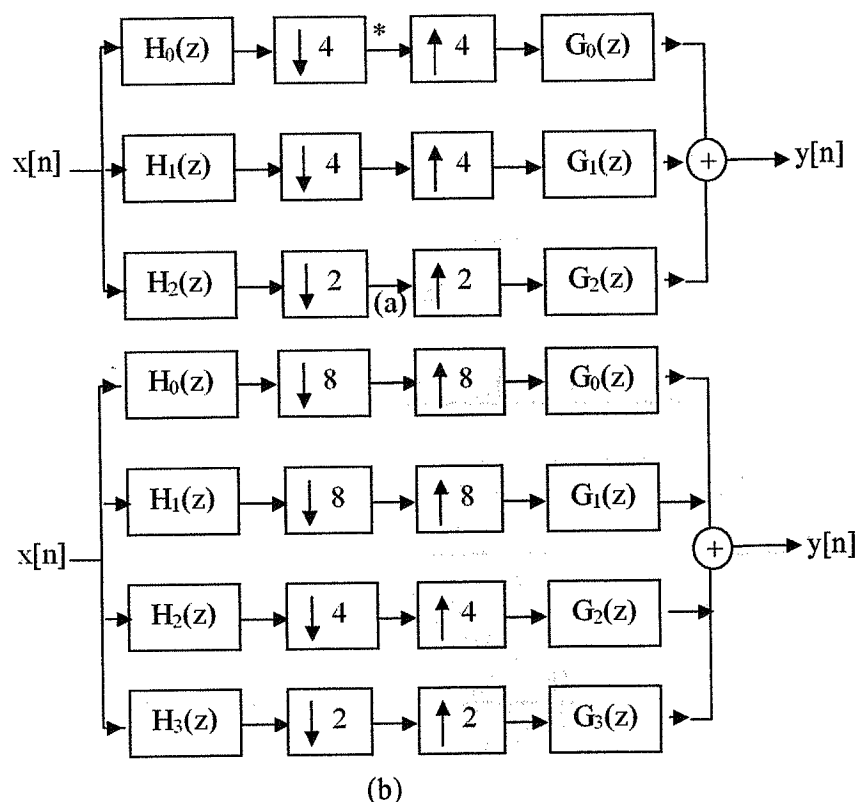 H₀(z) ↓ 4 * ↑ 4 G₀(z)
x[n] H₁(z) ↓ 4 ↑ 4 G₁(z) + y[n]
H₂(z) ↓ 2 ↑ 2 G₂(z)
(a)
H₀(z) ↓ 8 ↑ 8 G₀(z)
H₁(z) ↓ 8 ↑ 8 G₁(z)
x[n] + y[n]
H₂(z) ↓ 4 ↑ 4 G₂(z)
H₃(z) ↓ 2 ↑ 2 G₃(z)
(b)